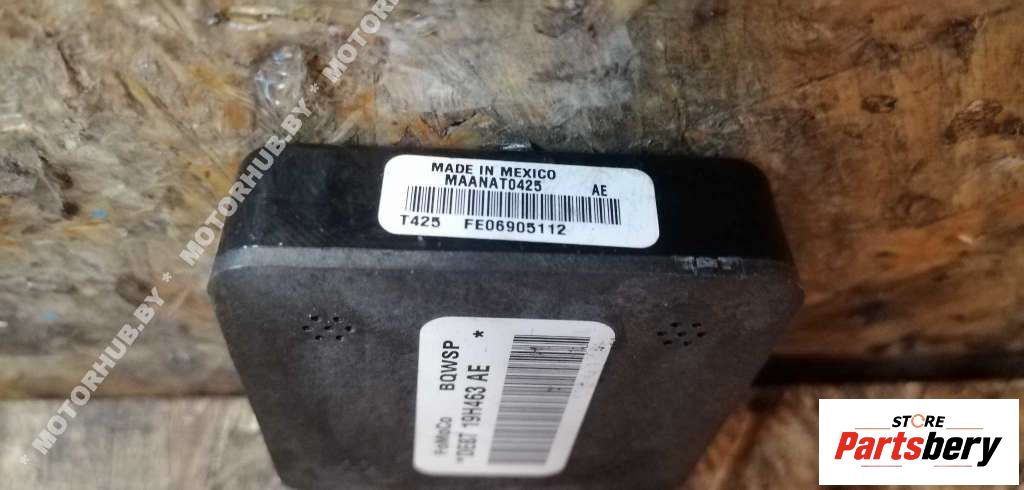 MOTORHUB.BY * MOTORHUB.BY * MOTORHUB.BY
MADE IN MEXICO
MAANAT0425 AE
T425 FE06905112
FoMoCo BQWSP
*DE8T 19H463 AE *
STORE
Partsbery